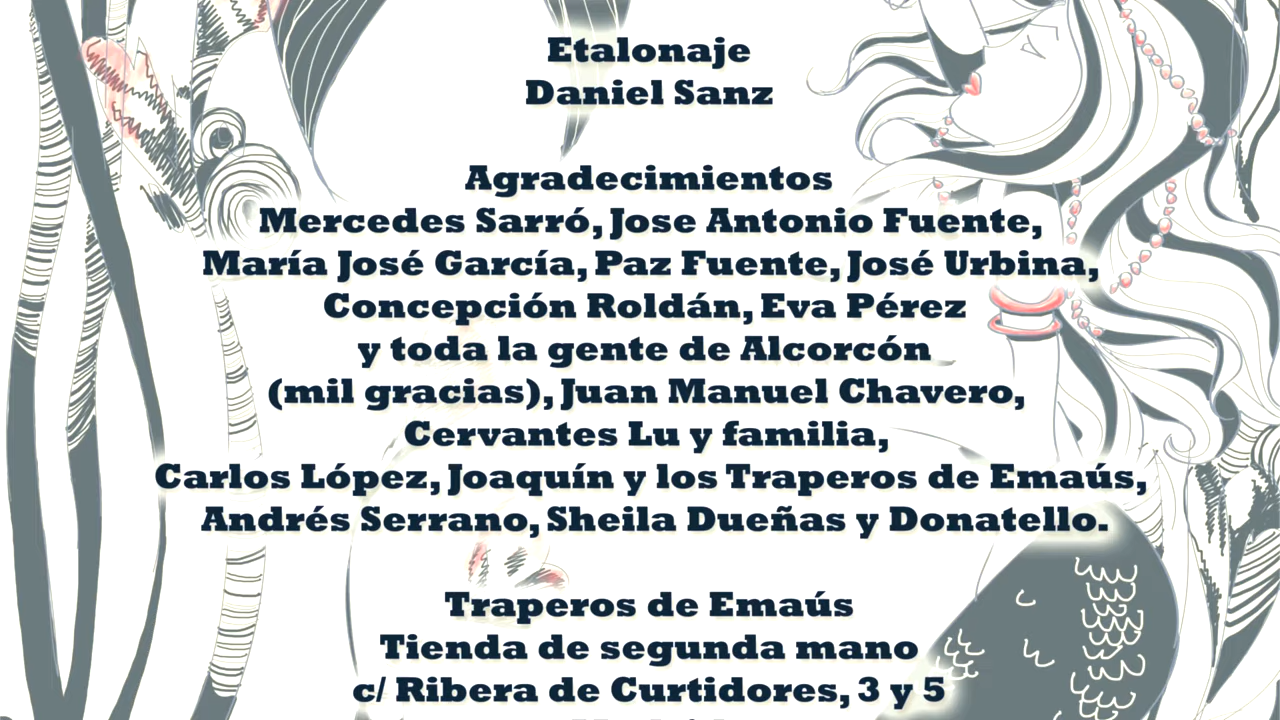 Etalonaje
Daniel Sanz
Agradecimientos
Mercedes Sarró, Jose Antonio Fuente,
María José García, Paz Fuente, José Urbina,
Concepción Roldán, Eva Pérez
y toda la gente de Alcorcón
(mil gracias), Juan Manuel Chavero,
Cervantes Lu y familia,
Carlos López, Joaquín y los Traperos de Emaús,
Andrés Serrano, Sheila Dueñas y Donatello.
Traperos de Emaús
Tienda de segunda mano
c/ Ribera de Curtidores, 3 y 5